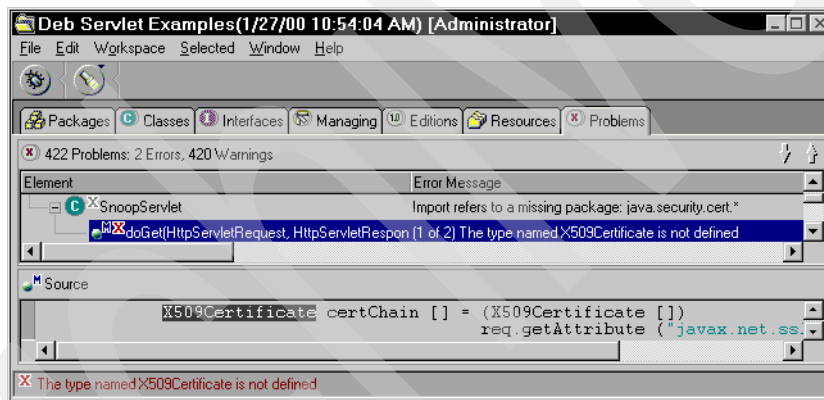 Deb Servlet Examples(1/27/00 10:54:04 AM) [Administrator]
File Edit Workspace Selected Window Help
Packages Classes Interfaces Managing Editions Resources Problems
422 Problems: 2 Errors, 420 Warnings
Element Error Message
SnoopServlet Import refers to a missing package: java.security.cert.*
doGet(HttpServletRequest, HttpServletRespon (1 of 2) The type named X509Certificate is not defined
Source
X509Certificate certChain [] = (X509Certificate [])
req.getAttribute ("javax.net.ss
The type named X509Certificate is not defined